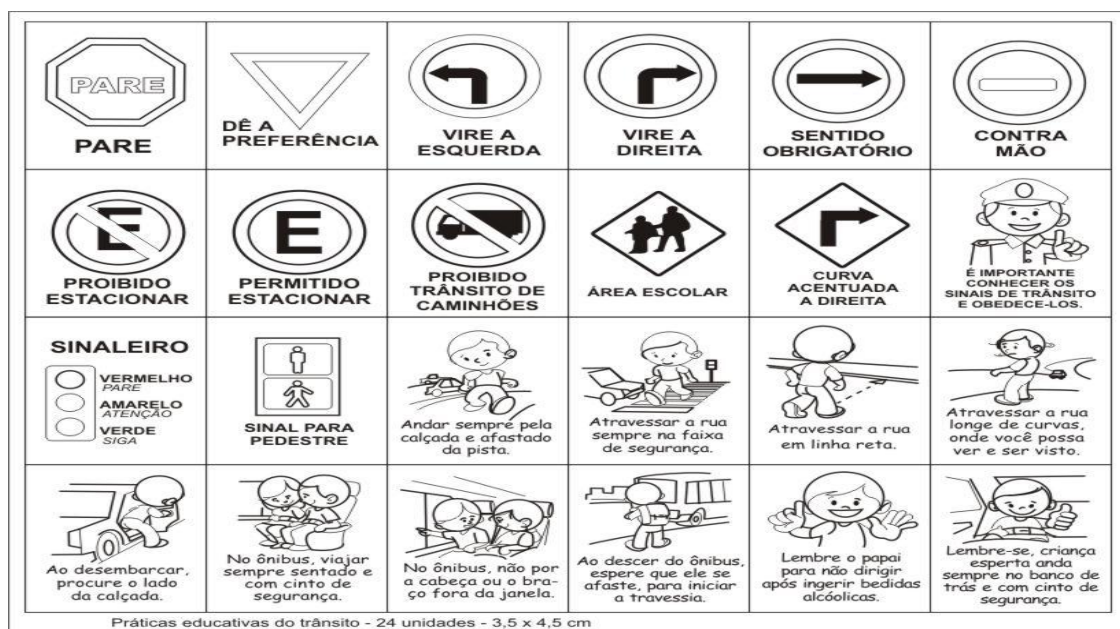 PARE
PARE
DÊ A
PREFERÊNCIA
VIRE A
ESQUERDA
VIRE A
DIREITA
SENTIDO
OBRIGATÓRIO
CONTRA
MÃO
E
PROIBIDO
ESTACIONAR
E
PERMITIDO
ESTACIONAR
PROIBIDO
TRÂNSITO DE
CAMINHÕES
ÁREA ESCOLAR
CURVA
ACENTUADA
A DIREITA
É IMPORTANTE
CONHECER OS
SINAIS DE TRÂNSITO
E OBEDECE-LOS.
SINALEIRO
VERMELHO
PARE
AMARELO
ATENÇÃO
VERDE
SIGA
SINAL PARA
PEDESTRE
Andar sempre pela
calçada e afastado
da pista.
Atravessar a rua
sempre na faixa
de segurança.
Atravessar a rua
em linha reta.
Atravessar a rua
longe de curvas,
onde você possa
ver e ser visto.
Ao desembarcar,
procure o lado
da calçada.
No ônibus, viajar
sempre sentado e
com cinto de
segurança.
No ônibus, não por
a cabeça ou o bra-
ço fora da janela.
Ao descer do ônibus,
espere que ele se
afaste, para iniciar
a travessia.
Lembre o papai
para não dirigir
após ingerir bedidas
alcóolicas.
Lembre-se, criança
esperta anda
sempre no banco de
trás e com cinto de
segurança.
Práticas educativas do trânsito - 24 unidades - 3,5 x 4,5 cm